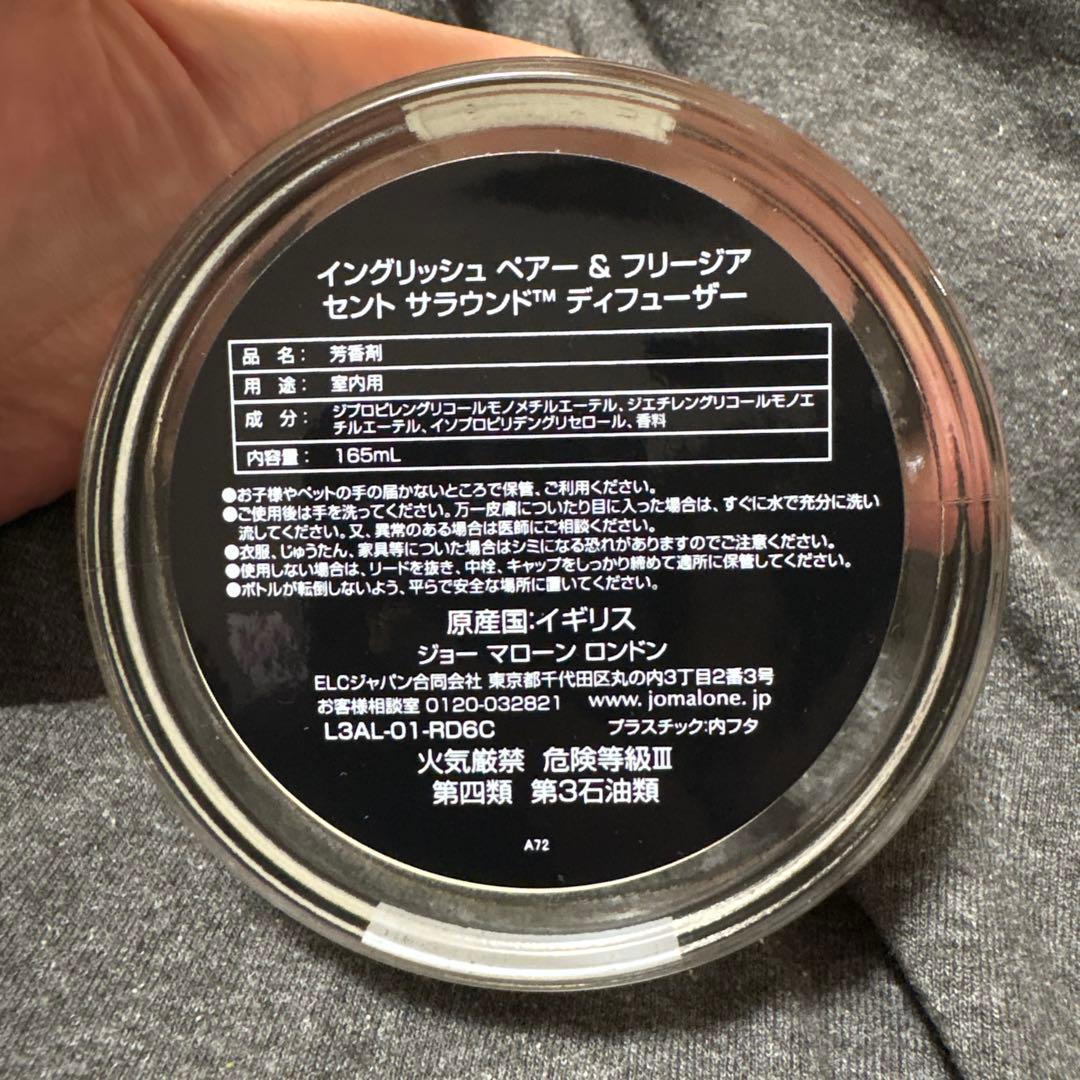 イングリッシュ ペアー & フリージア
セント サラウンド™ ディフューザー
品 名： 芳香剤
用 途： 室内用
成 分： ジプロピレングリコールモノメチルエーテル、ジエチレングリコールモノエ
チルエーテル、イソプロピリデングリセロール、香料
内容量： 165mL
●お子様やペットの手の届かないところで保管、ご利用ください。
●ご使用後は手を洗ってください。万一皮膚についたり目に入った場合は、すぐに水で充分に洗い
流してください。又、異常のある場合は医師にご相談ください。
●衣服、じゅうたん、家具等についた場合はシミになる恐れがありますのでご注意ください。
●使用しない場合は、リードを抜き、中栓、キャップをしっかり締めて適所に保管してください。
●ボトルが転倒しないよう、平らで安全な場所に置いてください。
原産国：イギリス
ジョー マローン ロンドン
ELCジャパン合同会社 東京都千代田区丸の内3丁目2番3号
お客様相談室 0120-032821 www.jomalone.jp
L3AL-01-RD6C プラスチック：内フタ
火気厳禁 危険等級Ⅲ
第四類 第3石油類
A72